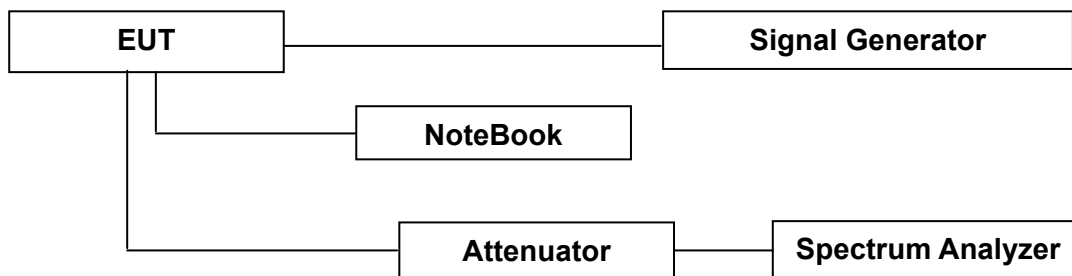 EUT
Signal Generator
NoteBook
Attenuator
Spectrum Analyzer